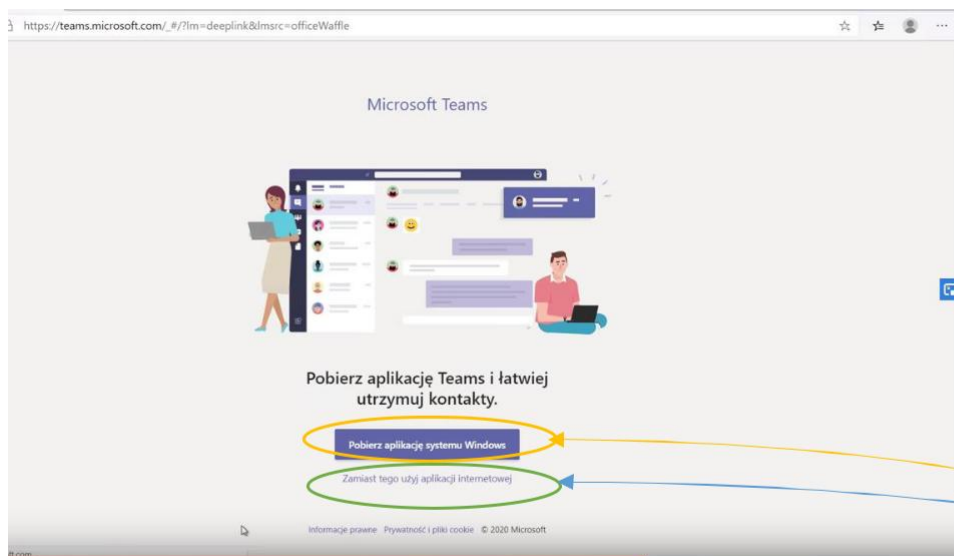 https://teams.microsoft.com/_#/?lm=deeplink&lmsrc=officeWaffle
Microsoft Teams
Pobierz aplikację Teams i łatwiej
utrzymuj kontakty.
Pobierz aplikację systemu Windows
Zamiast tego użyj aplikacji internetowej
Informacje prawne Prywatność i pliki cookie © 2020 Microsoft